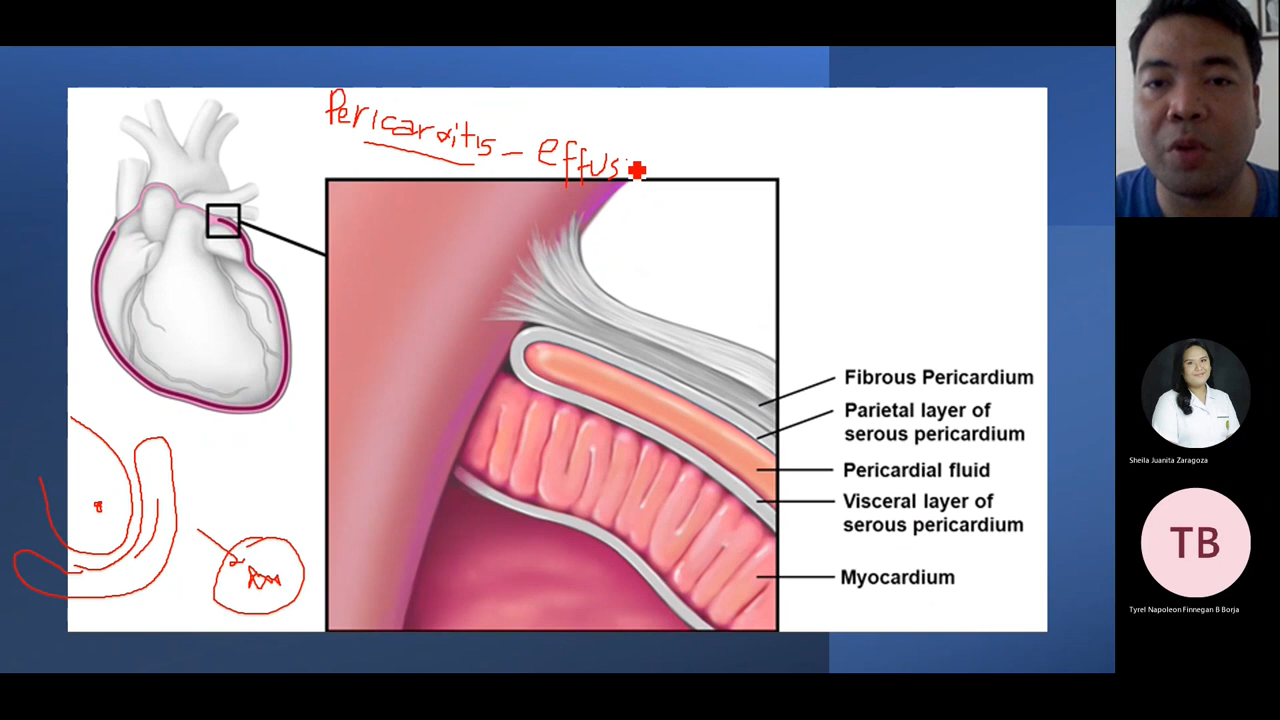 Pericarditis - effus
Fibrous Pericardium
Parietal layer of
serous pericardium
Pericardial fluid
Visceral layer of
serous pericardium
Myocardium
Sheila Juanita Zaragoza
TB
Tyrel Napoleon Finnegan B Borja